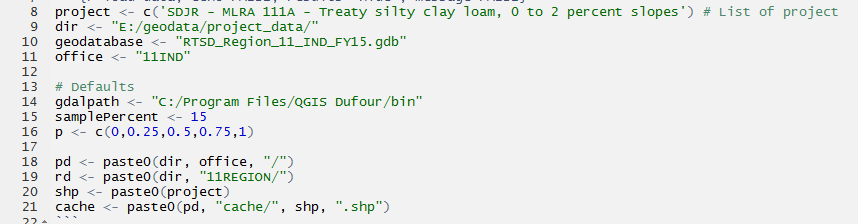 8 project <- c('SDJR - MLRA 111A - Treaty silty clay loam, 0 to 2 percent slopes') # List of project
9 dir <- "E:/geodata/project_data/"
10 geodatabase <- "RTSD_Region_11_IND_FY15.gdb"
11 office <- "11IND"
12
13 # Defaults
14 gdalpath <- "C:/Program Files/QGIS Dufour/bin"
15 samplePercent <- 15
16 p <- c(0,0.25,0.5,0.75,1)
17
18 pd <- paste0(dir, office, "/")
19 rd <- paste0(dir, "11REGION/")
20 shp <- paste0(project)
21 cache <- paste0(pd, "cache/", shp, ".shp")
22 ```